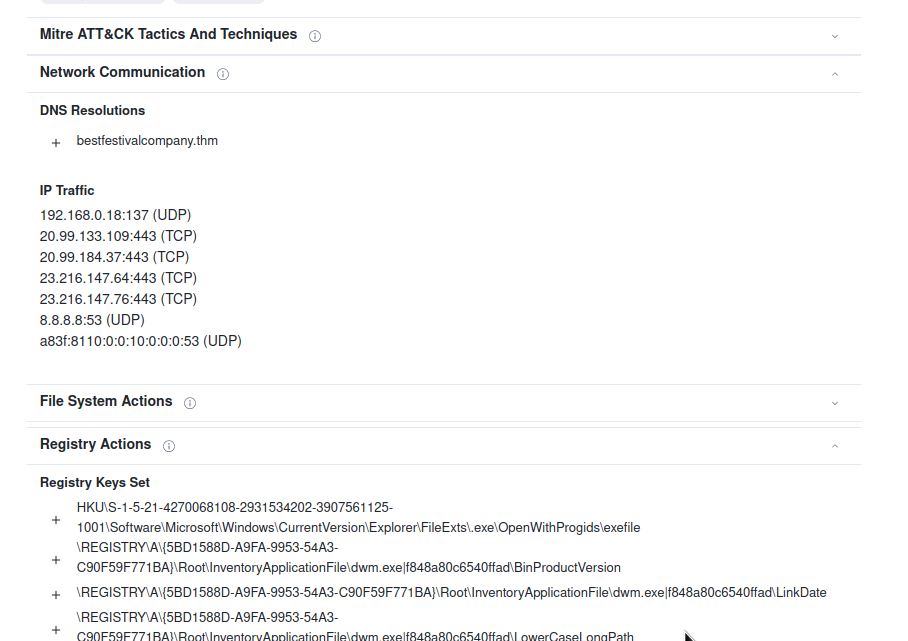 Mitre ATT&CK Tactics And Techniques
Network Communication
DNS Resolutions
+ bestfestivalcompany.thm
IP Traffic
192.168.0.18:137 (UDP)
20.99.133.109:443 (TCP)
20.99.184.37:443 (TCP)
23.216.147.64:443 (TCP)
23.216.147.76:443 (TCP)
8.8.8.8:53 (UDP)
a83f:8110:0:0:10:0:0:0:53 (UDP)
File System Actions
Registry Actions
Registry Keys Set
+ HKU\S-1-5-21-4270068108-2931534202-3907561125-
1001\Software\Microsoft\Windows\CurrentVersion\Explorer\FileExts\.exe\OpenWithProgids\exefile
+ \REGISTRY\A\{5BD1588D-A9FA-9953-54A3-
C90F59F771BA}\Root\InventoryApplicationFile\dwm.exe|f848a80c6540ffad\BinProductVersion
+ \REGISTRY\A\{5BD1588D-A9FA-9953-54A3-C90F59F771BA}\Root\InventoryApplicationFile\dwm.exe|f848a80c6540ffad\LinkDate
+ \REGISTRY\A\{5BD1588D-A9FA-9953-54A3-
C90F59F771BA}\Root\InventoryApplicationFile\dwm.exe|f848a80c6540ffad\LowerCaseLongPath